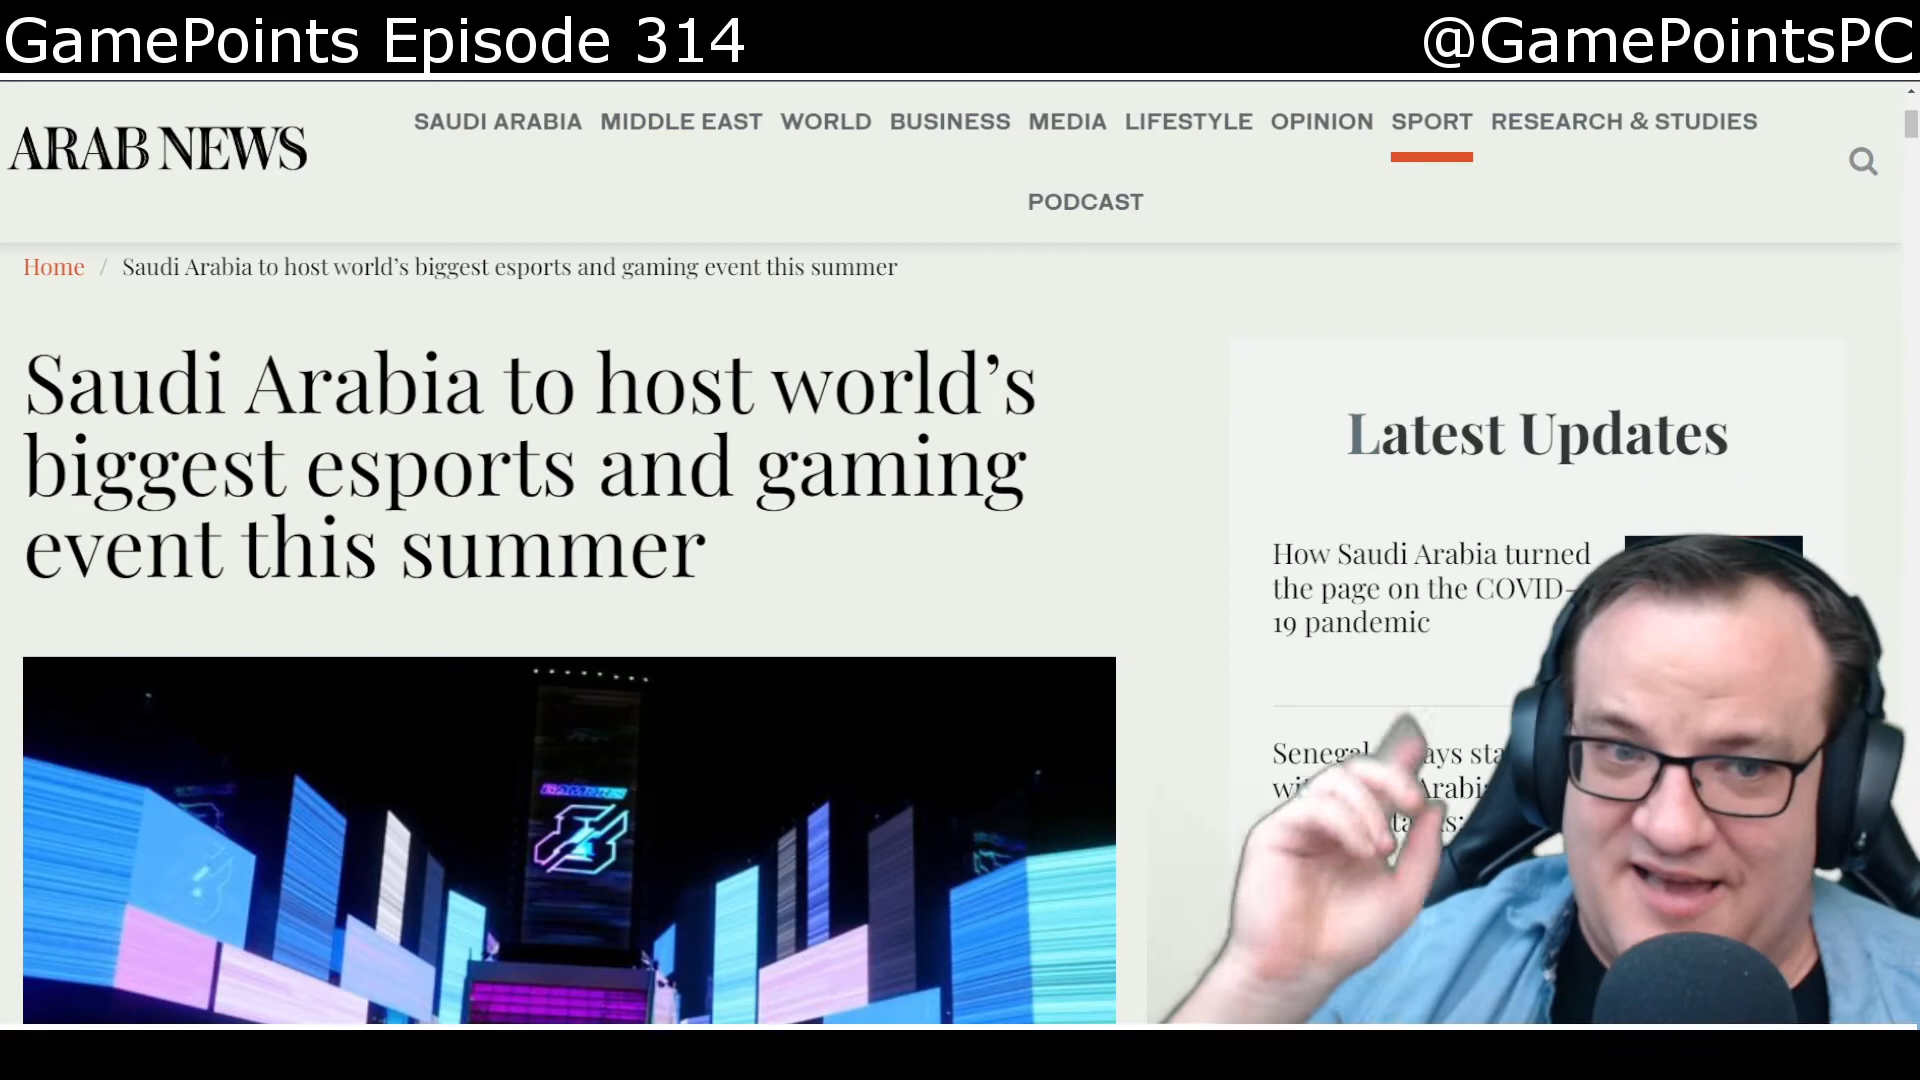 GamePoints Episode 314
@GamePointsPC
ARAB NEWS
SAUDI ARABIA MIDDLE EAST WORLD BUSINESS MEDIA LIFESTYLE OPINION SPORT RESEARCH & STUDIES
PODCAST
Home / Saudi Arabia to host world’s biggest esports and gaming event this summer
Saudi Arabia to host world’s
biggest esports and gaming
event this summer
Latest Updates
How Saudi Arabia turned
the page on the COVID-
19 pandemic
GAMERS